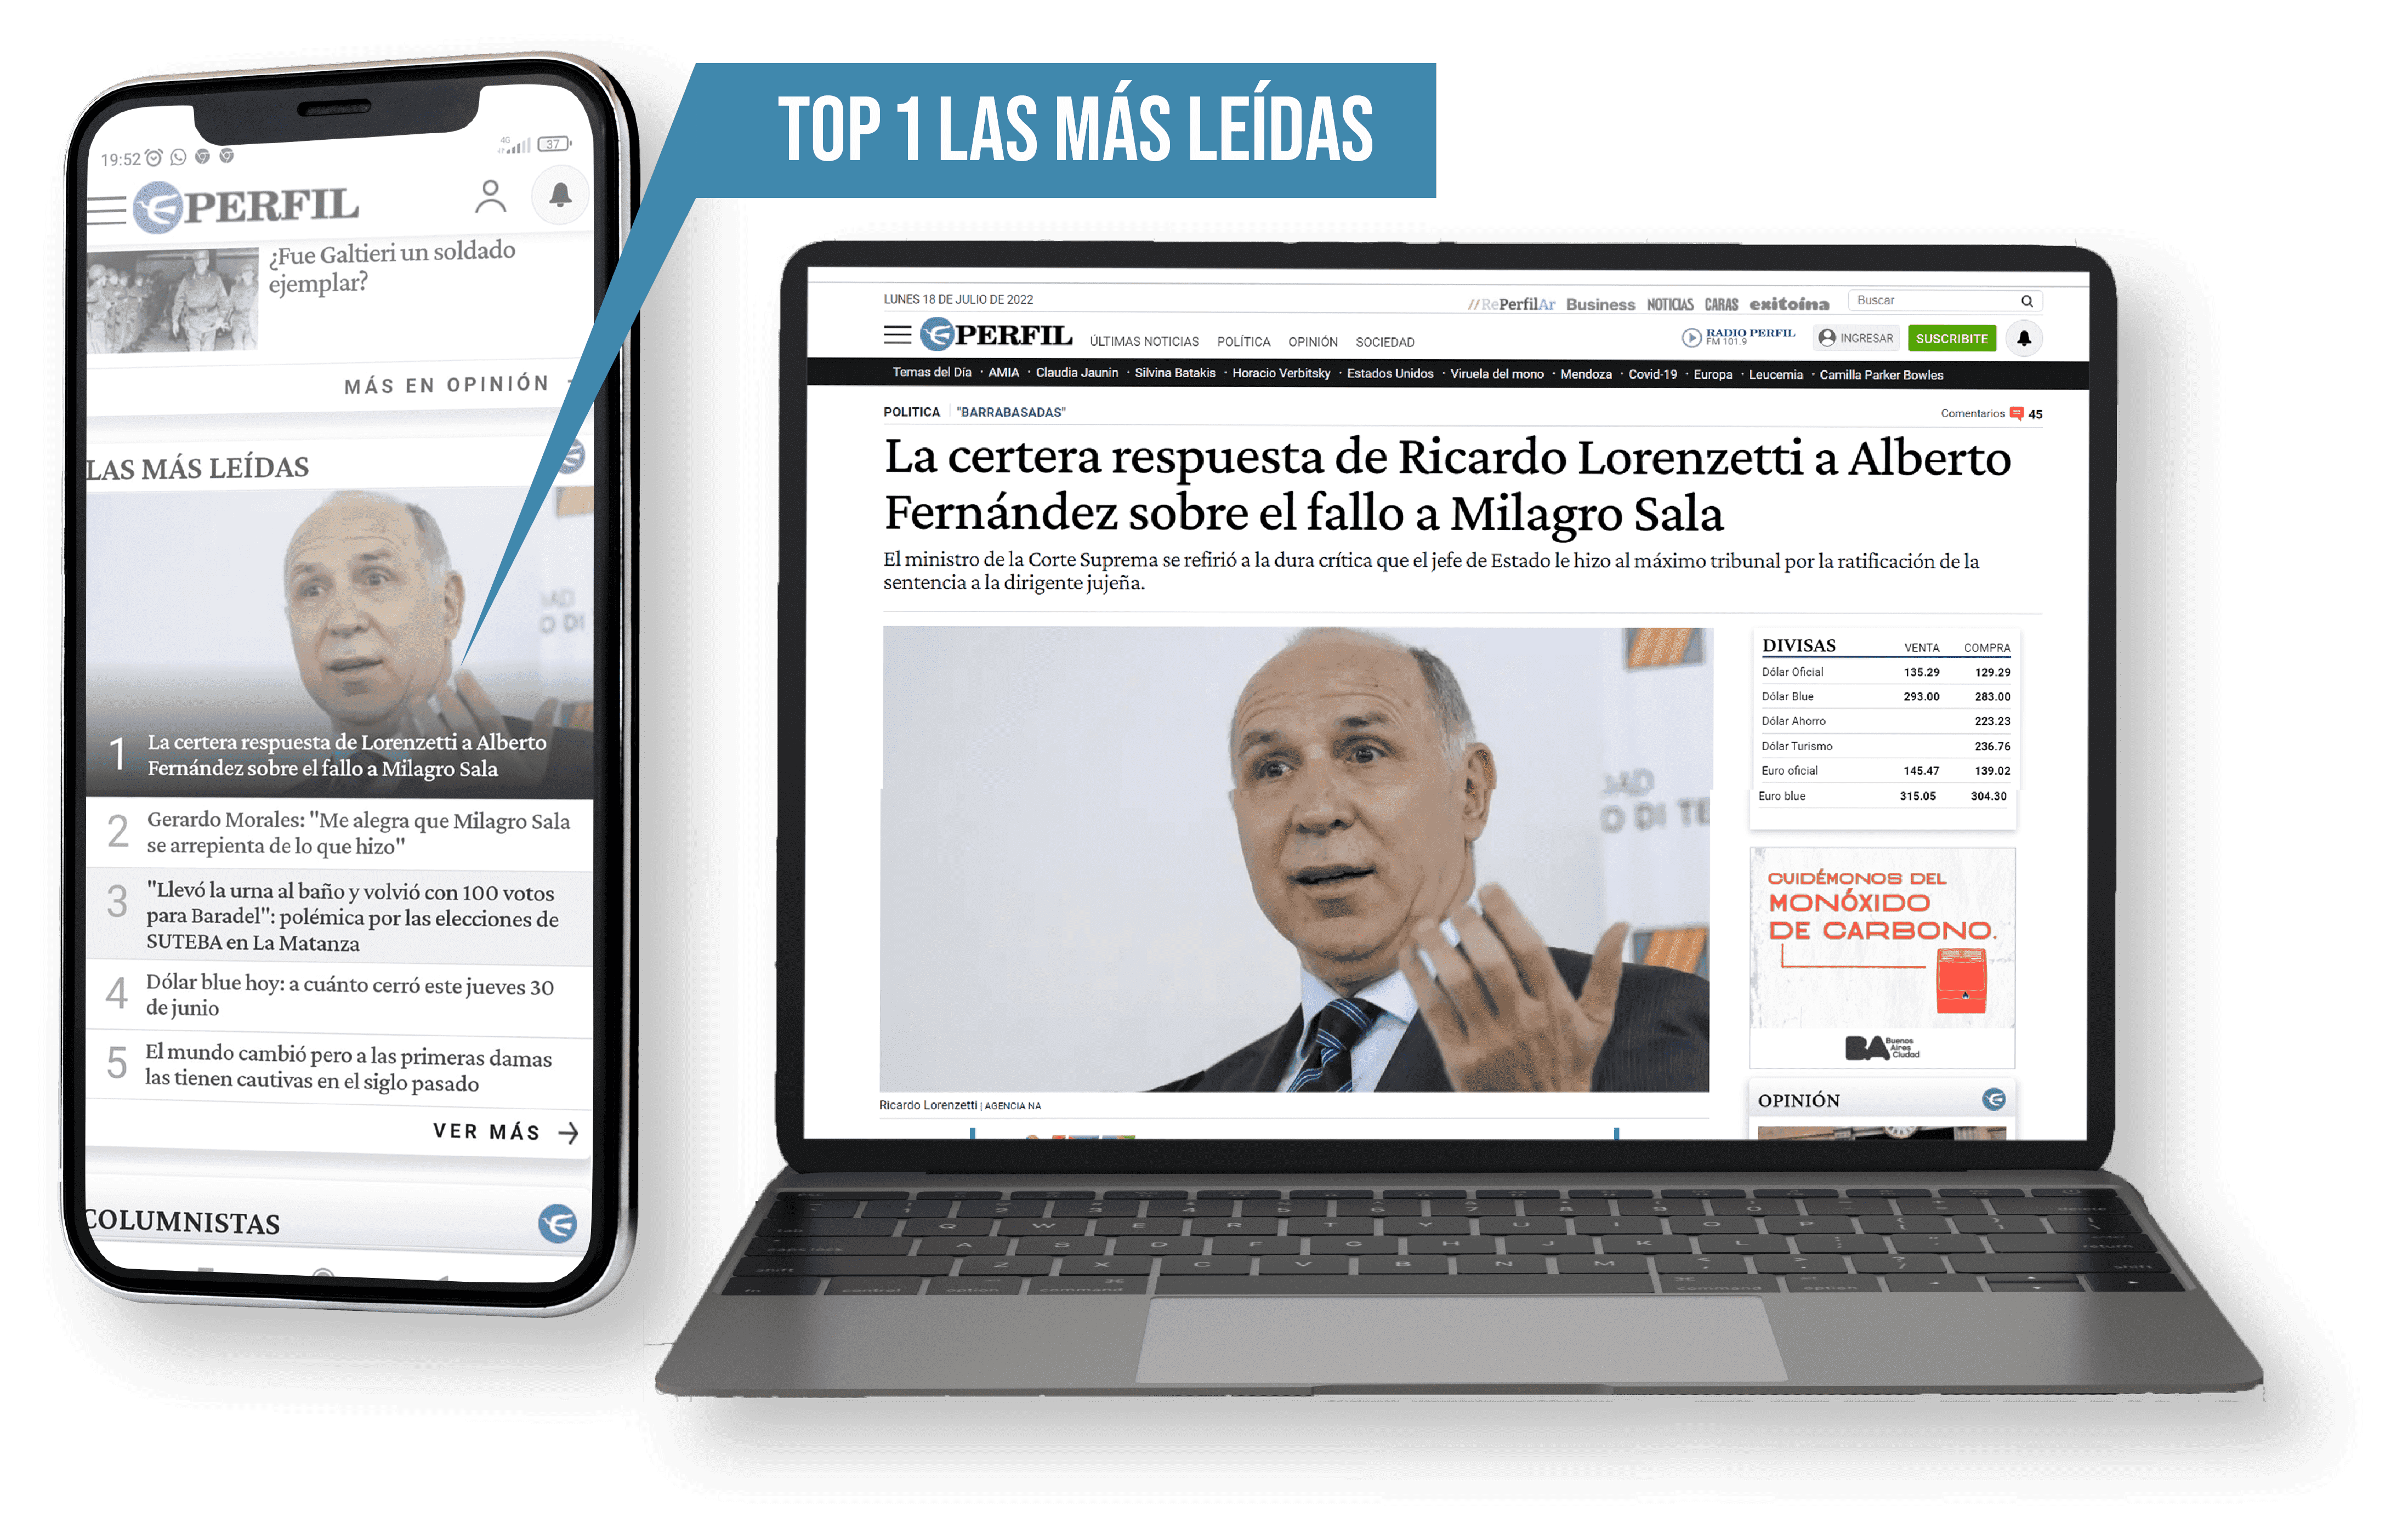 TOP 1 LAS MÁS LEÍDAS
19:52
4G
37
PERFIL
¿Fue Galtieri un soldado
ejemplar?
MÁS EN OPINIÓN
LAS MÁS LEÍDAS
1 La certera respuesta de Lorenzetti a Alberto
Fernández sobre el fallo a Milagro Sala
2 Gerardo Morales: "Me alegra que Milagro Sala
se arrepienta de lo que hizo"
3 "Llevó la urna al baño y volvió con 100 votos
para Baradel": polémica por las elecciones de
SUTEBA en La Matanza
4 Dólar blue hoy: a cuánto cerró este jueves 30
de junio
5 El mundo cambió pero a las primeras damas
las tienen cautivas en el siglo pasado
VER MÁS →
COLUMNISTAS
LUNES 18 DE JULIO DE 2022
//RePerfilAr Business NOTICIAS CARAS exitoína Buscar
PERFIL ÚLTIMAS NOTICIAS POLÍTICA OPINIÓN SOCIEDAD
RADIO PERFIL
FM 101.9
INGRESAR SUSCRIBITE
Temas del Día · AMIA · Claudia Jaunin · Silvina Batakis · Horacio Verbitsky · Estados Unidos · Viruela del mono · Mendoza · Covid-19 · Europa · Leucemia · Camilla Parker Bowles
POLITICA | "BARRABASADAS"
Comentarios 45
La certera respuesta de Ricardo Lorenzetti a Alberto
Fernández sobre el fallo a Milagro Sala
El ministro de la Corte Suprema se refirió a la dura crítica que el jefe de Estado le hizo al máximo tribunal por la ratificación de la
sentencia a la dirigente jujeña.
O DI TE
Ricardo Lorenzetti | AGENCIA NA
DIVISAS VENTA COMPRA
Dólar Oficial 135.29 129.29
Dólar Blue 293.00 283.00
Dólar Ahorro 223.23
Dólar Turismo 236.76
Euro oficial 145.47 139.02
Euro blue 315.05 304.30
CUIDÉMONOS DEL
MONÓXIDO
DE CARBONO.
BA Buenos
Aires
Ciudad
OPINIÓN